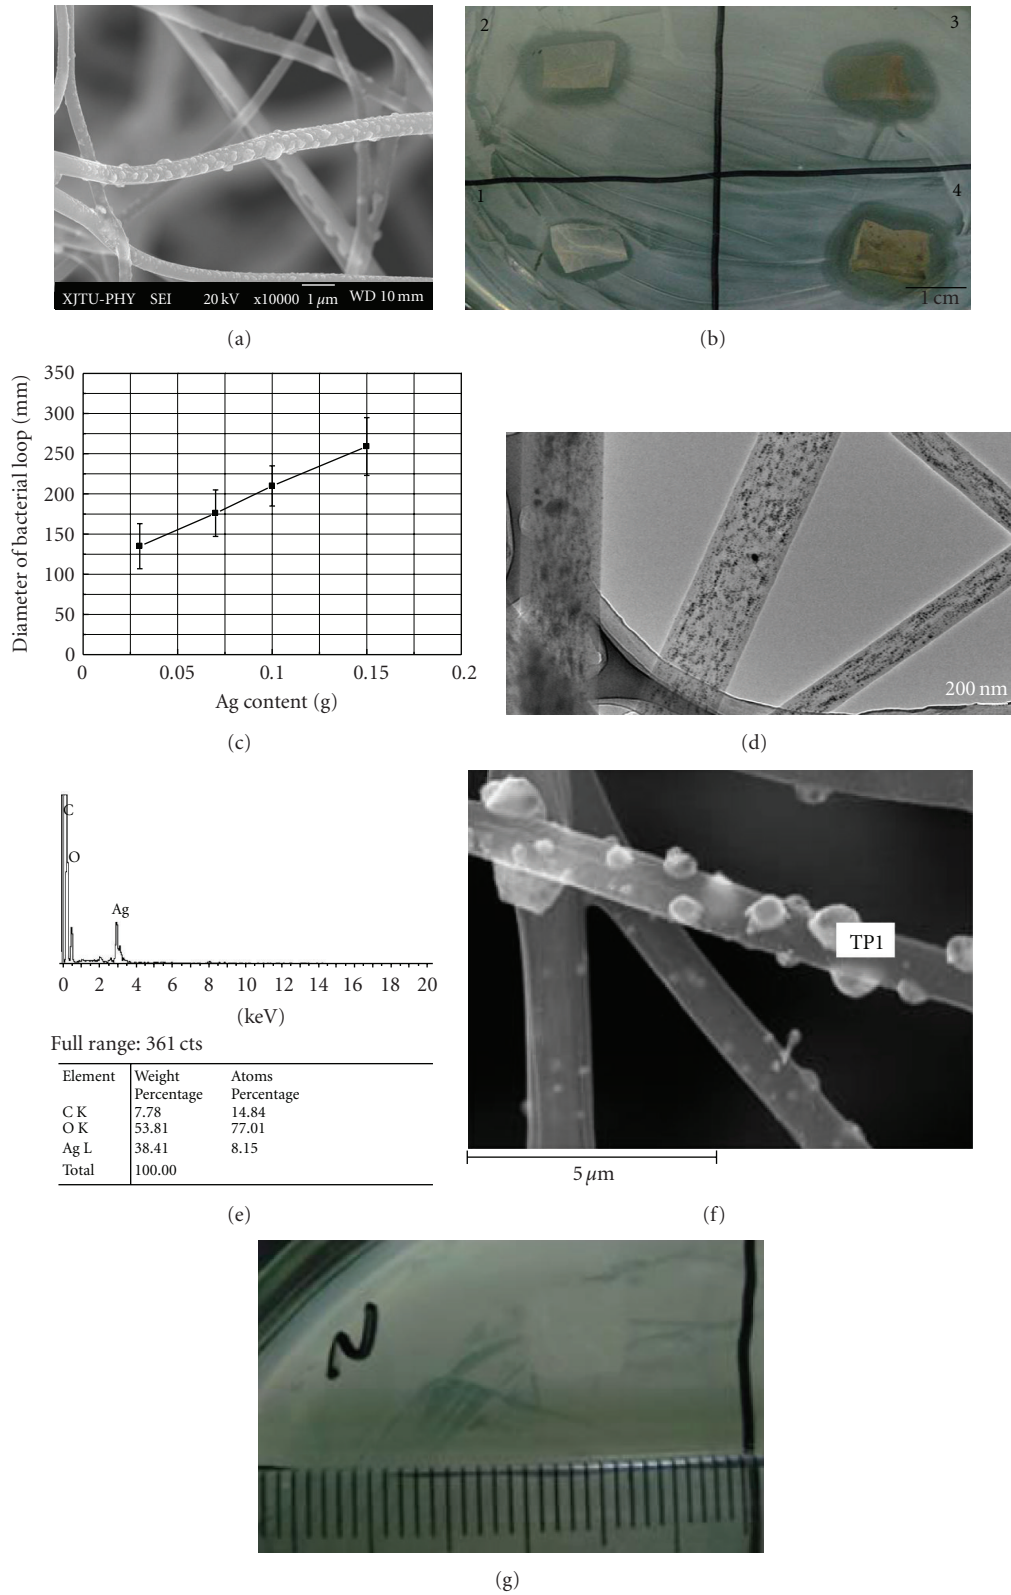 XJTU-PHY SEI 20 kV x10000 1 μm WD 10 mm
(a)
2
3
1
4
1 cm
(b)
350
300
250
200
150
100
50
0
Diameter of bacterial loop (mm)
0 0.05 0.1 0.15 0.2
Ag content (g)
(c)
200 nm
(d)
C
O
Ag
0 2 4 6 8 10 12 14 16 18 20
(keV)
Full range: 361 cts
Element Weight Percentage Atoms Percentage
C K 7.78 14.84
O K 53.81 77.01
Ag L 38.41 8.15
Total 100.00
(e)
TP1
5 μm
(f)
N
(g)